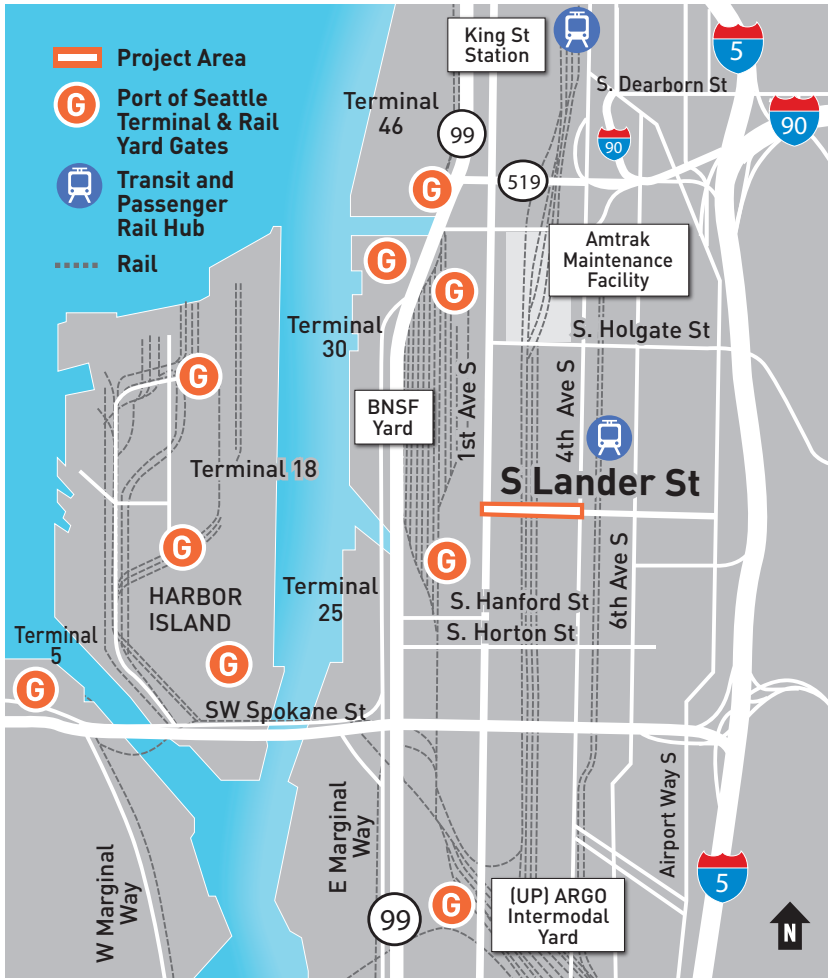 Project Area
G
Port of Seattle
Terminal & Rail
Yard Gates
Transit and
Passenger
Rail Hub
Rail
King St
Station
5
S. Dearborn St
Terminal
46
99
90
90
G
519
G
G
Amtrak
Maintenance
Facility
Terminal
30
S. Holgate St
G
BNSF
Yard
1st Ave S
4th Ave S
Terminal 18
S Lander St
G
G
6th Ave S
HARBOR
ISLAND
Terminal
25
S. Hanford St
S. Horton St
Terminal
5
G
G
SW Spokane St
W Marginal
Way
E Marginal
Way
Airport Way S
5
99
G
(UP) ARGO
Intermodal
Yard
N